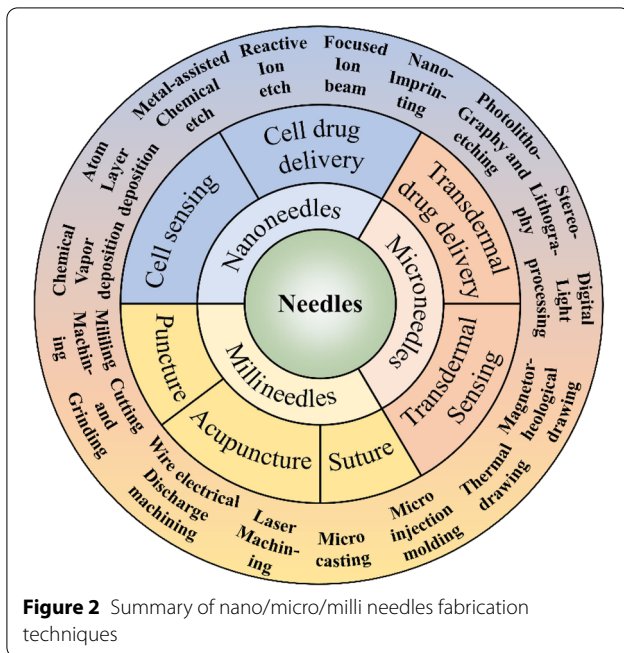 Needles
Nanoneedles
Microneedles
Millineedles
Cell sensing
Cell drug
delivery
Transdermal
drug delivery
Transdermal
Sensing
Suture
Acupuncture
Puncture
Metal-assisted
Chemical
etch
Reactive
Ion
etch
Focused
Ion
beam
Nano-
Imprin-
ting
Photolitho-
Graphy and
etching
Stereo-
Lithogra-
phy
Digital
Light
processing
Magnetor-
heological
drawing
Thermal
drawing
Micro
injection
molding
Micro
casting
Laser
Machin-
ing
Wire electrical
Discharge
machining
Cutting
and
Grinding
Milling
Machin-
ing
Chemical
Vapor
deposition
Atom
Layer
deposition
Figure 2 Summary of nano/micro/milli needles fabrication
techniques